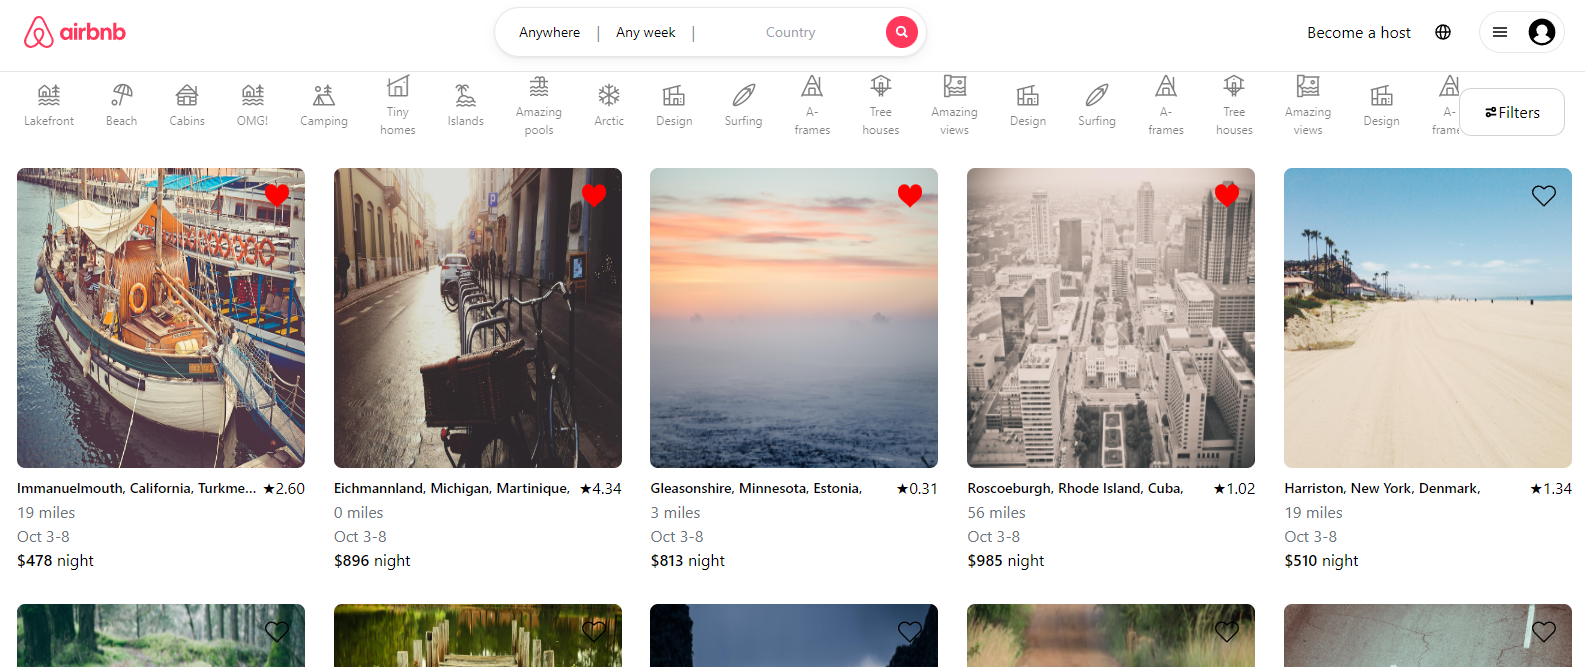 airbnb
Anywhere | Any week | Country
Become a host
Lakefront
Beach
Cabins
OMG!
Camping
Tiny
homes
Islands
Amazing
pools
Arctic
Design
Surfing
A-
frames
Tree
houses
Amazing
views
Design
Surfing
A-
frames
Tree
houses
Amazing
views
Design
A-
frame
Filters
Immanuelmouth, California, Turkme... ★2.60
19 miles
Oct 3-8
$478 night
Eichmannland, Michigan, Martinique, ★4.34
0 miles
Oct 3-8
$896 night
Gleasonshire, Minnesota, Estonia, ★0.31
3 miles
Oct 3-8
$813 night
Roscoeburgh, Rhode Island, Cuba, ★1.02
56 miles
Oct 3-8
$985 night
Harriston, New York, Denmark, ★1.34
19 miles
Oct 3-8
$510 night